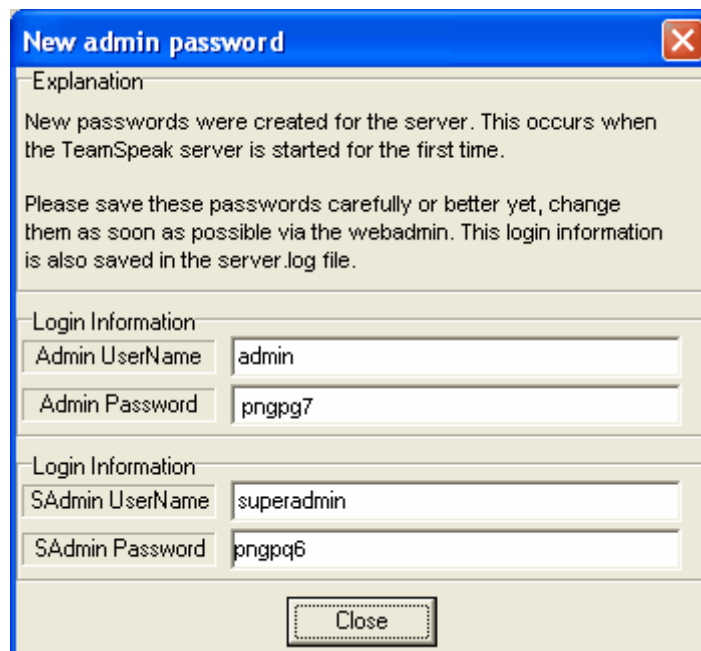 New admin password
Explanation
New passwords were created for the server. This occurs when
the TeamSpeak server is started for the first time.
Please save these passwords carefully or better yet, change
them as soon as possible via the webadmin. This login information
is also saved in the server.log file.
Login Information
Admin UserName admin
Admin Password pngpg7
Login Information
SAdmin UserName superadmin
SAdmin Password pngpq6
Close